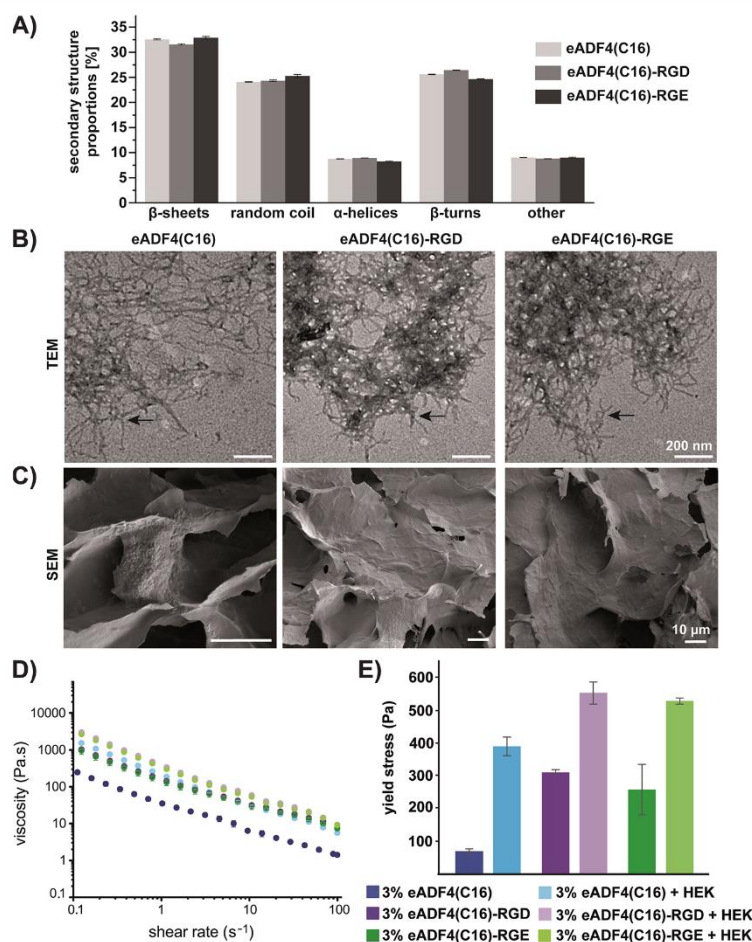 A)
secondary structure
proportions [%]
35
30
25
20
15
10
5
0
β-sheets random coil α-helices β-turns other
eADF4(C16)
eADF4(C16)-RGD
eADF4(C16)-RGE
B)
eADF4(C16) eADF4(C16)-RGD eADF4(C16)-RGE
TEM
200 nm
C)
SEM
10 µm
D)
viscosity (Pa.s)
10000
1000
100
10
1
0.1
0.1 1 10 100
shear rate (s⁻¹)
E)
yield stress (Pa)
600
500
400
300
200
100
3% eADF4(C16) 3% eADF4(C16) + HEK
3% eADF4(C16)-RGD 3% eADF4(C16)-RGD + HEK
3% eADF4(C16)-RGE 3% eADF4(C16)-RGE + HEK